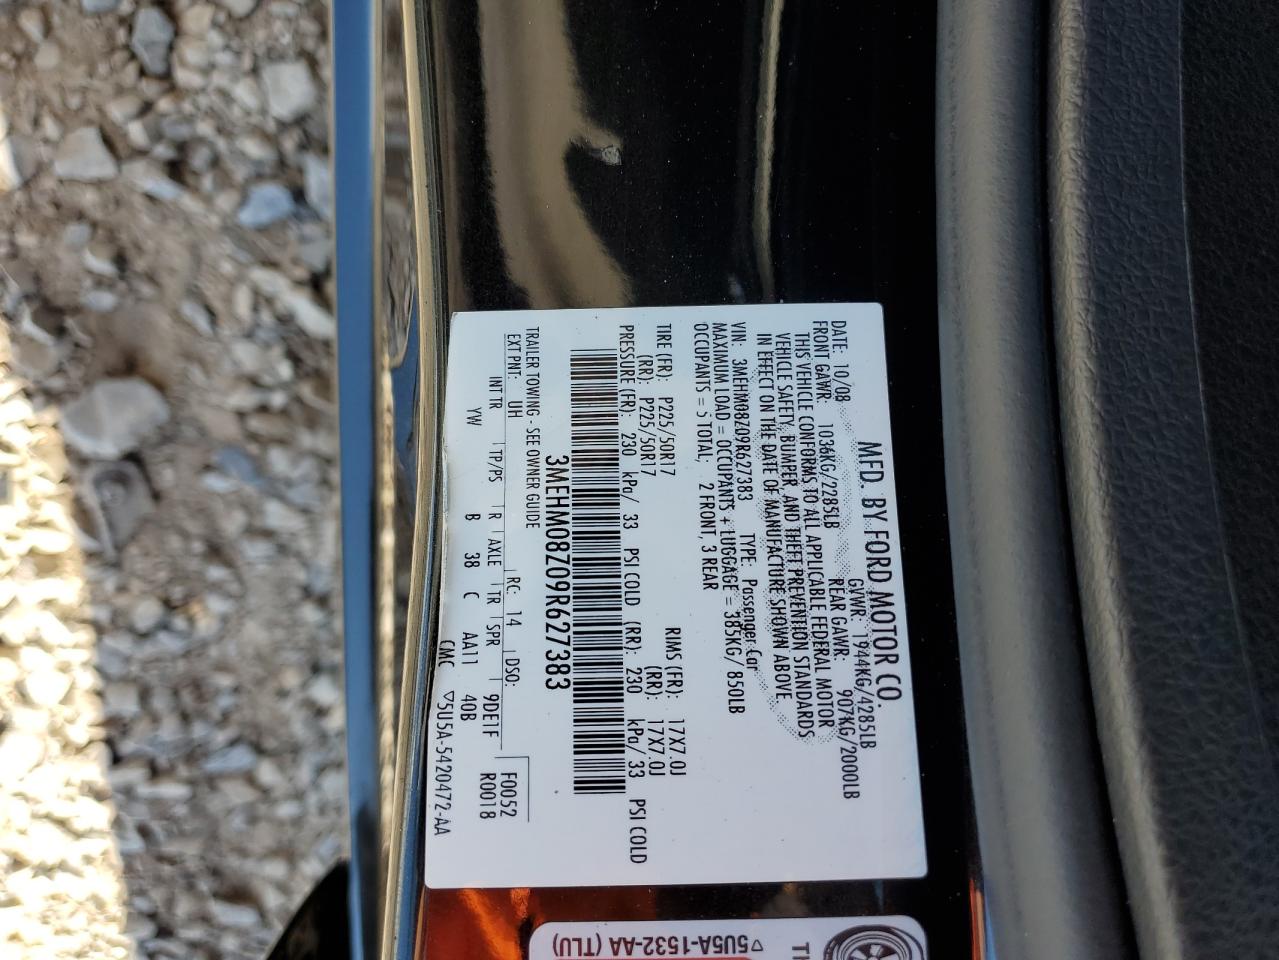 MFD. BY FORD MOTOR CO.
DATE: 10/08 GVWR: 1944KG/4285LB
FRONT GAWR: 1036KG/2285LB REAR GAWR: 907KG/2000LB
THIS VEHICLE CONFORMS TO ALL APPLICABLE FEDERAL MOTOR
VEHICLE SAFETY, BUMPER, AND THEFT PREVENTION STANDARDS
IN EFFECT ON THE DATE OF MANUFACTURE SHOWN ABOVE
VIN: 3MEHM08Z09R627383 TYPE: Passenger Car
MAXIMUM LOAD = OCCUPANTS + LUGGAGE = 385KG/ 850LB
OCCUPANTS = 5 TOTAL, 2 FRONT, 3 REAR
TIRE (FR): P225/50R17 RIMS (FR): 17X7.0J
(RR): P225/50R17 (RR): 17X7.0J
PRESSURE (FR): 230 kPa/ 33 PSI COLD (RR): 230 kPa/ 33 PSI COLD
3MEHM08Z09R627383
TRAILER TOWING - SEE OWNER GUIDE
EXT PNT: UH RC: 14 DSO: F0052
INT TR TP/PS R AXLE TR SPR 9DE1F R0018
YW B 38 C AA11 40B
CMC ▽5U5A-5420472-AA
▽ 5U5A-1532-AA (TLU)